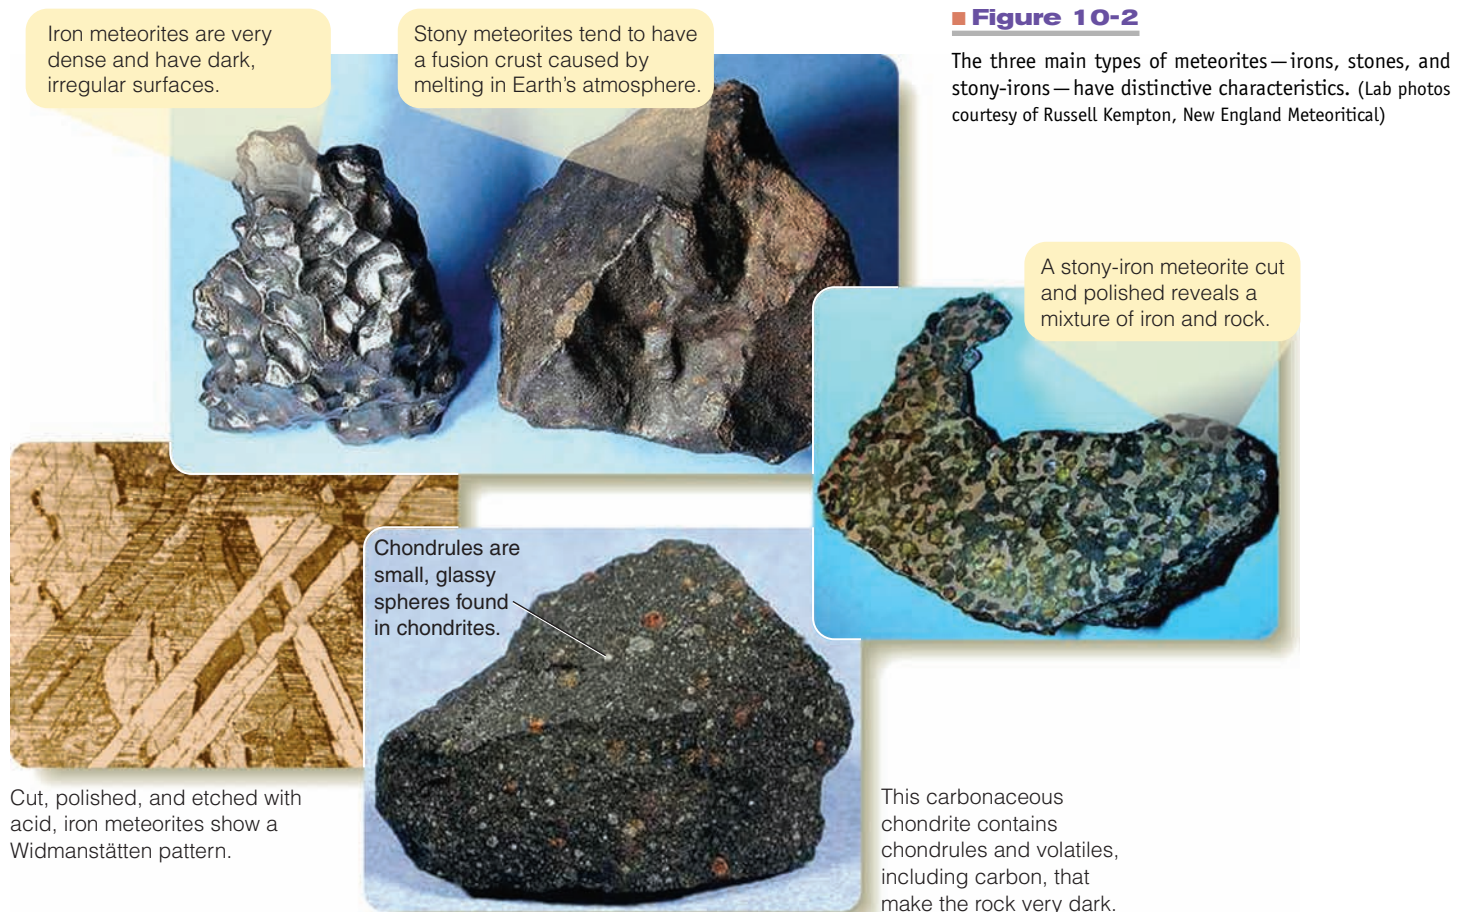 Iron meteorites are very
dense and have dark,
irregular surfaces.
Stony meteorites tend to have
a fusion crust caused by
melting in Earth's atmosphere.
■ Figure 10-2
The three main types of meteorites—irons, stones, and
stony-irons—have distinctive characteristics. (Lab photos
courtesy of Russell Kempton, New England Meteoritical)
A stony-iron meteorite cut
and polished reveals a
mixture of iron and rock.
Chondrules are
small, glassy
spheres found
in chondrites.
Cut, polished, and etched with
acid, iron meteorites show a
Widmanstätten pattern.
This carbonaceous
chondrite contains
chondrules and volatiles,
including carbon, that
make the rock very dark.